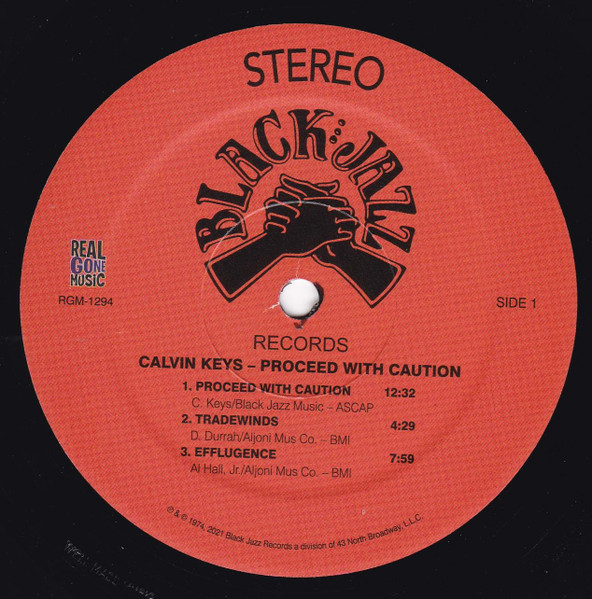 STEREO
BLACK JAZZ
REAL
GONE
MUSIC
RGM-1294
SIDE 1
RECORDS
CALVIN KEYS – PROCEED WITH CAUTION
1. PROCEED WITH CAUTION 12:32
C. Keys/Black Jazz Music – ASCAP
2. TRADEWINDS 4:29
D. Durrah/Aljoni Mus Co. – BMI
3. EFFLUGENCE 7:59
Al Hall, Jr./Aljoni Mus Co. – BMI
℗ & © 1974, 2021 Black Jazz Records a division of 43 North Broadway, L.L.C.